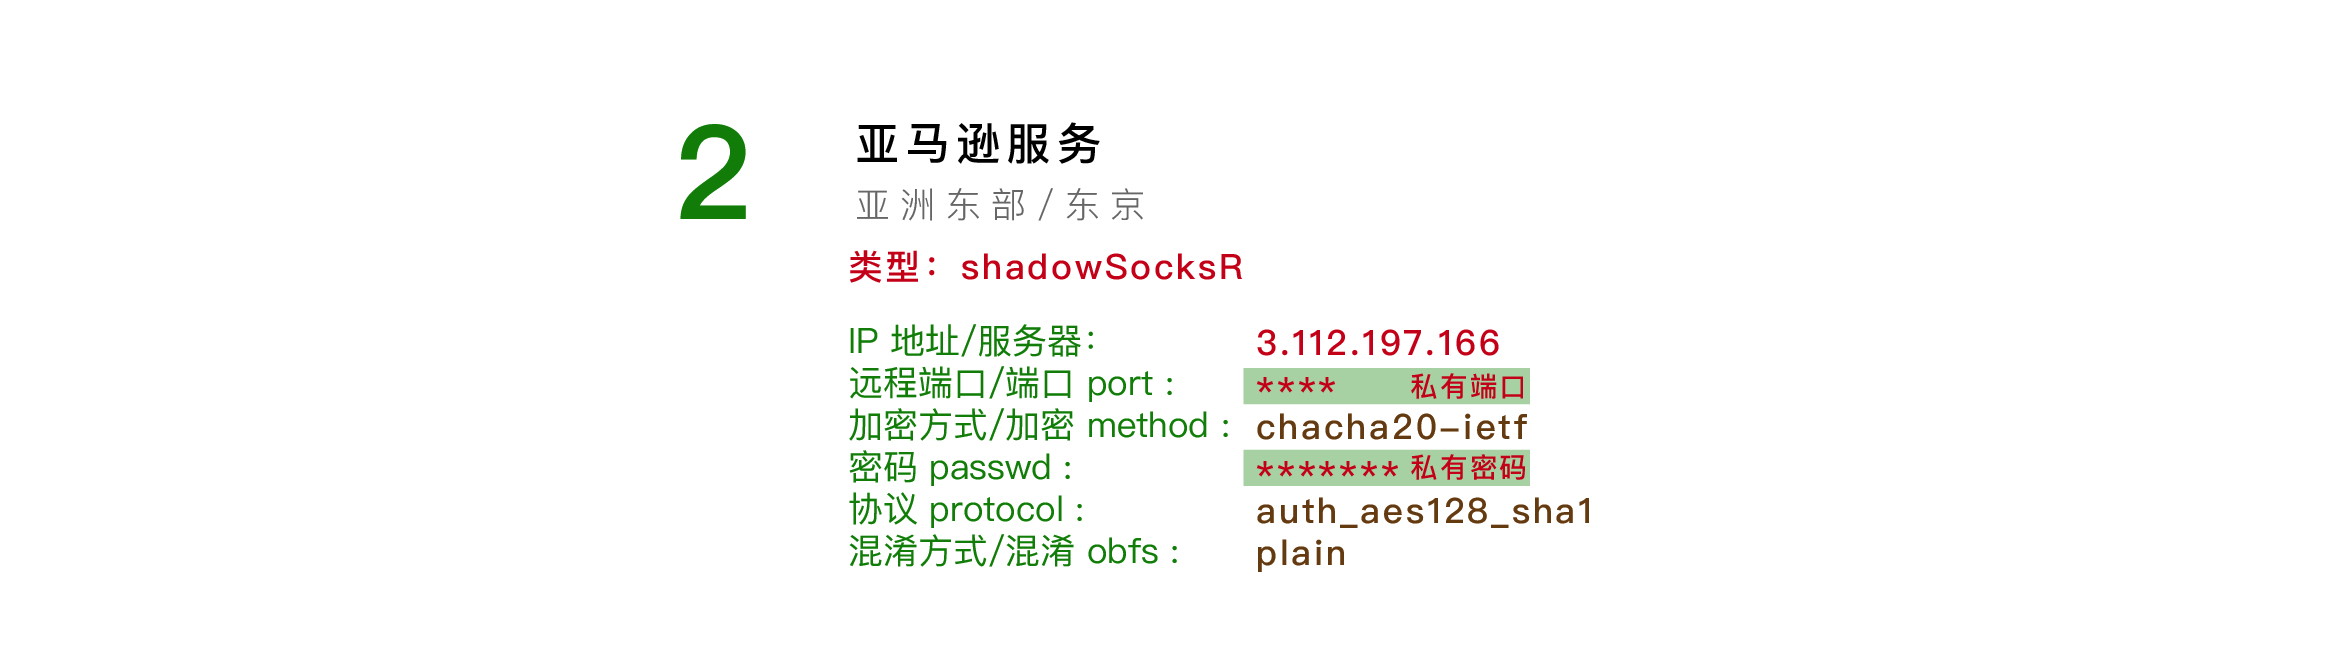 2
亚马逊服务
亚洲东部/东京
类型：shadowSocksR
IP 地址/服务器： 3.112.197.166
远程端口/端口 port： **** 私有端口
加密方式/加密 method： chacha20-ietf
密码 passwd： ******* 私有密码
协议 protocol： auth_aes128_sha1
混淆方式/混淆 obfs： plain